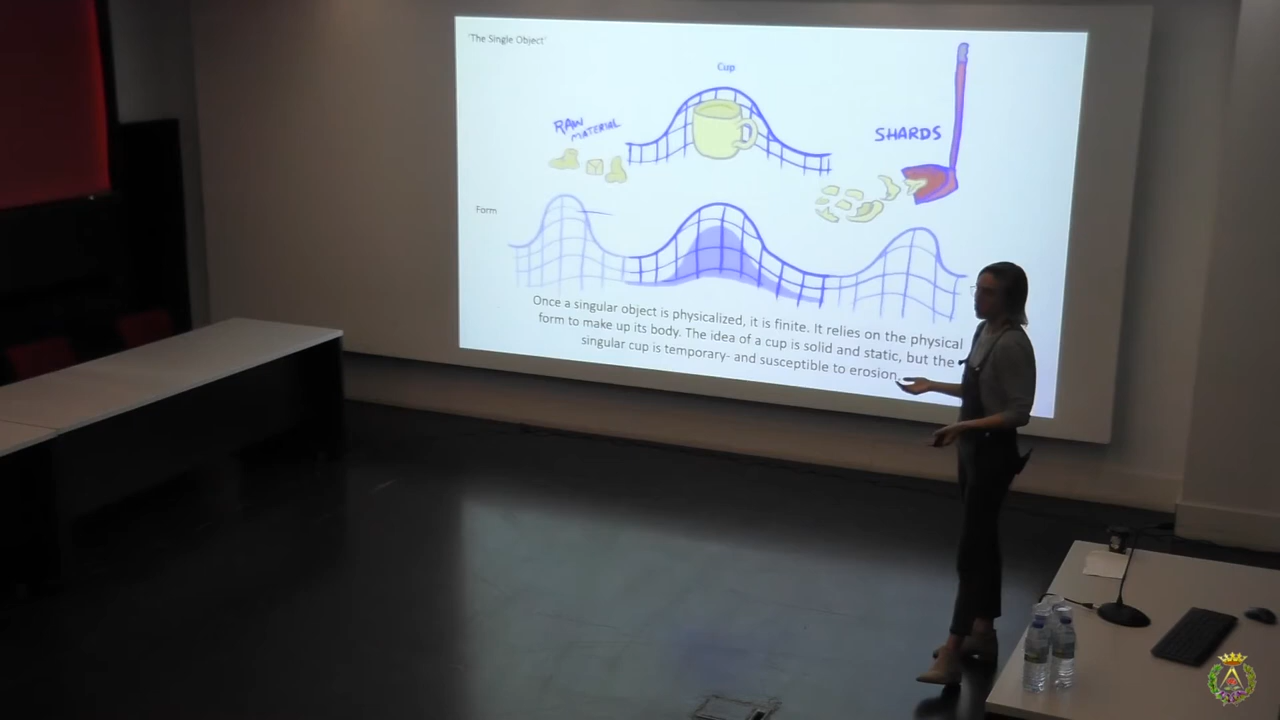 'The Single Object'
Cup
RAW
MATERIAL
SHARDS
Form
Once a singular object is physicalized, it is finite. It relies on the physical
form to make up its body. The idea of a cup is solid and static, but the
singular cup is temporary- and susceptible to erosion.